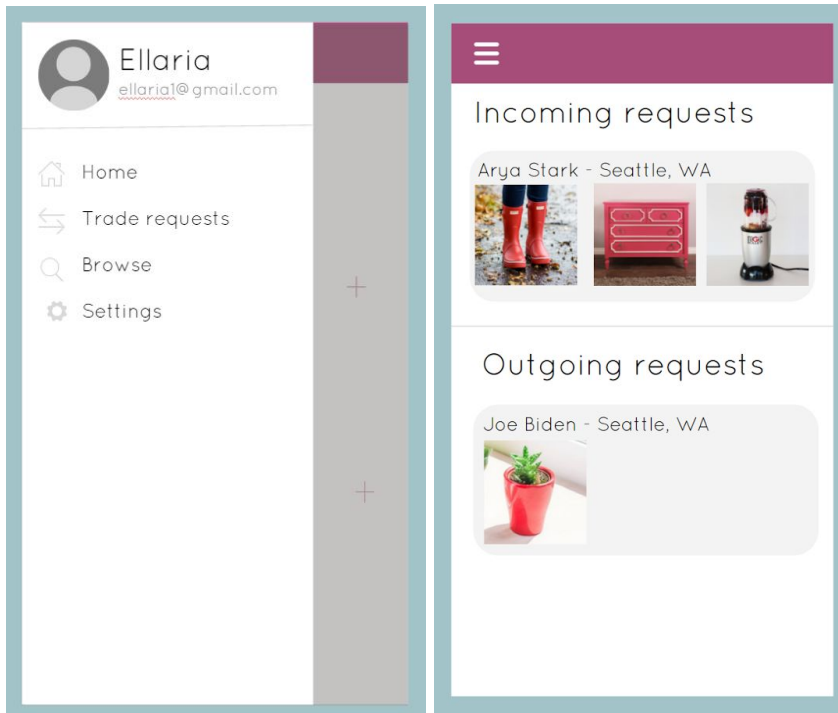 Ellaria
ellaria1@gmail.com
Home
Trade requests
Browse
Settings
Incoming requests
Arya Stark - Seattle, WA
Outgoing requests
Joe Biden - Seattle, WA